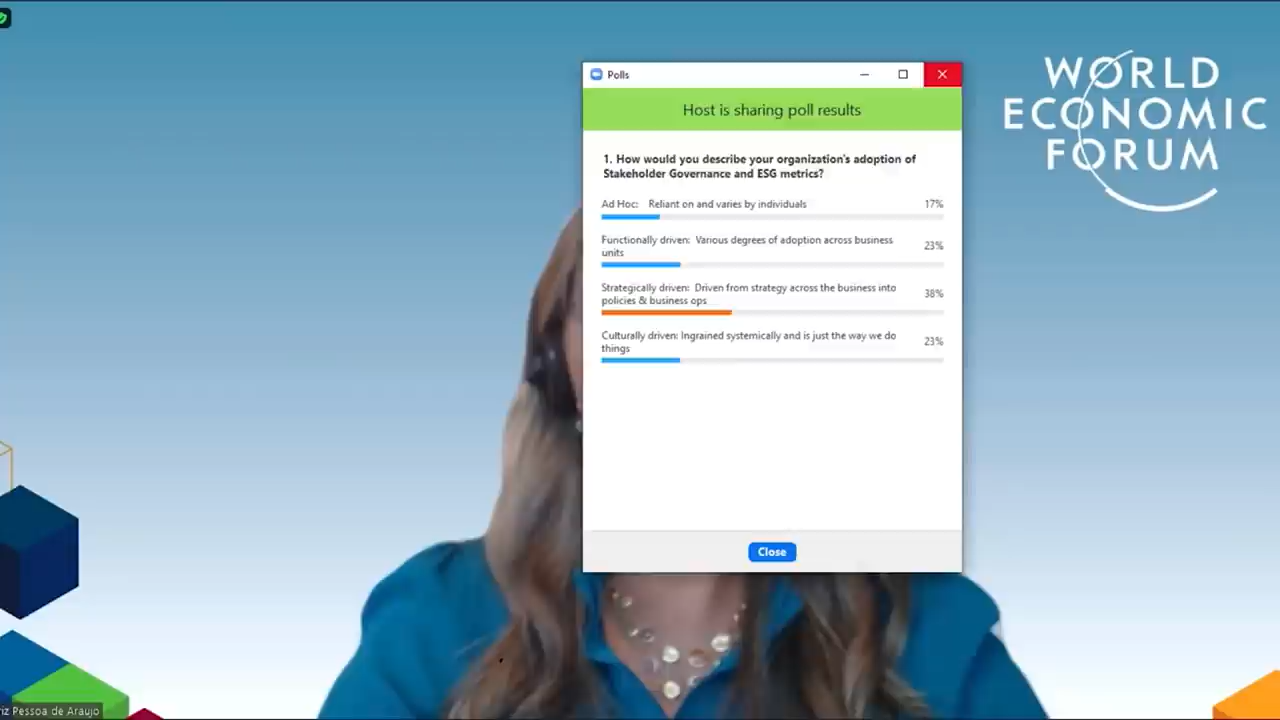 Polls
WORLD
ECONOMIC
FORUM
Host is sharing poll results
1. How would you describe your organization's adoption of
Stakeholder Governance and ESG metrics?
Ad Hoc: Reliant on and varies by individuals 17%
Functionally driven: Various degrees of adoption across business
units
23%
Strategically driven: Driven from strategy across the business into
policies & business ops
38%
Culturally driven: Ingrained systemically and is just the way we do
things
23%
Close
riz Pessoa de Araujo